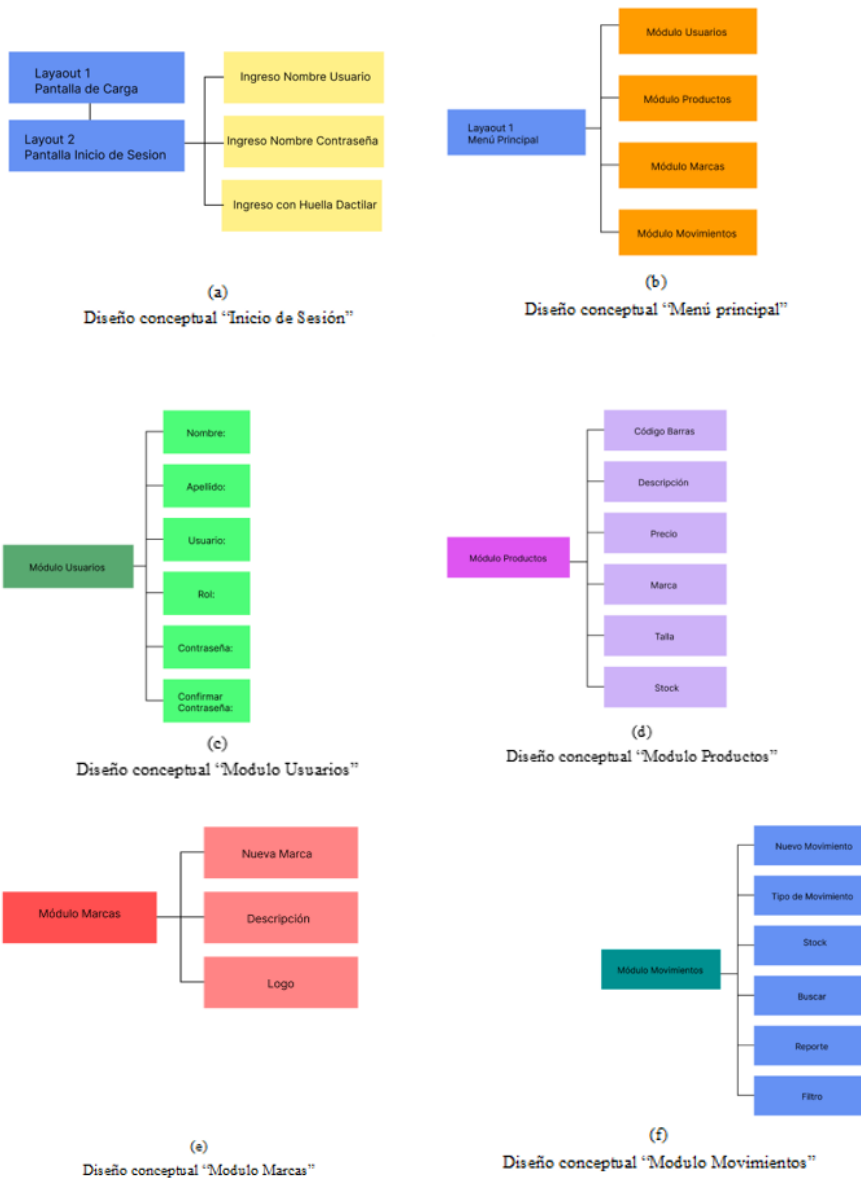 Layaout 1
Pantalla de Carga
Layout 2
Pantalla Inicio de Sesion
Ingreso Nombre Usuario
Ingreso Nombre Contraseña
Ingreso con Huella Dactilar
(a)
Diseño conceptual “Inicio de Sesión”
Layaout 1
Menú Principal
Módulo Usuarios
Módulo Productos
Módulo Marcas
Módulo Movimientos
(b)
Diseño conceptual “Menú principal”
Módulo Usuarios
Nombre:
Apellido:
Usuario:
Rol:
Contraseña:
Confirmar
Contraseña:
(c)
Diseño conceptual “Modulo Usuarios”
Módulo Productos
Código Barras
Descripción
Precio
Marca
Talla
Stock
(d)
Diseño conceptual “Modulo Productos”
Módulo Marcas
Nueva Marca
Descripción
Logo
(e)
Diseño conceptual “Modulo Marcas”
Módulo Movimientos
Nuevo Movimiento
Tipo de Movimiento
Stock
Buscar
Reporte
Filtro
(f)
Diseño conceptual “Modulo Movimientos”